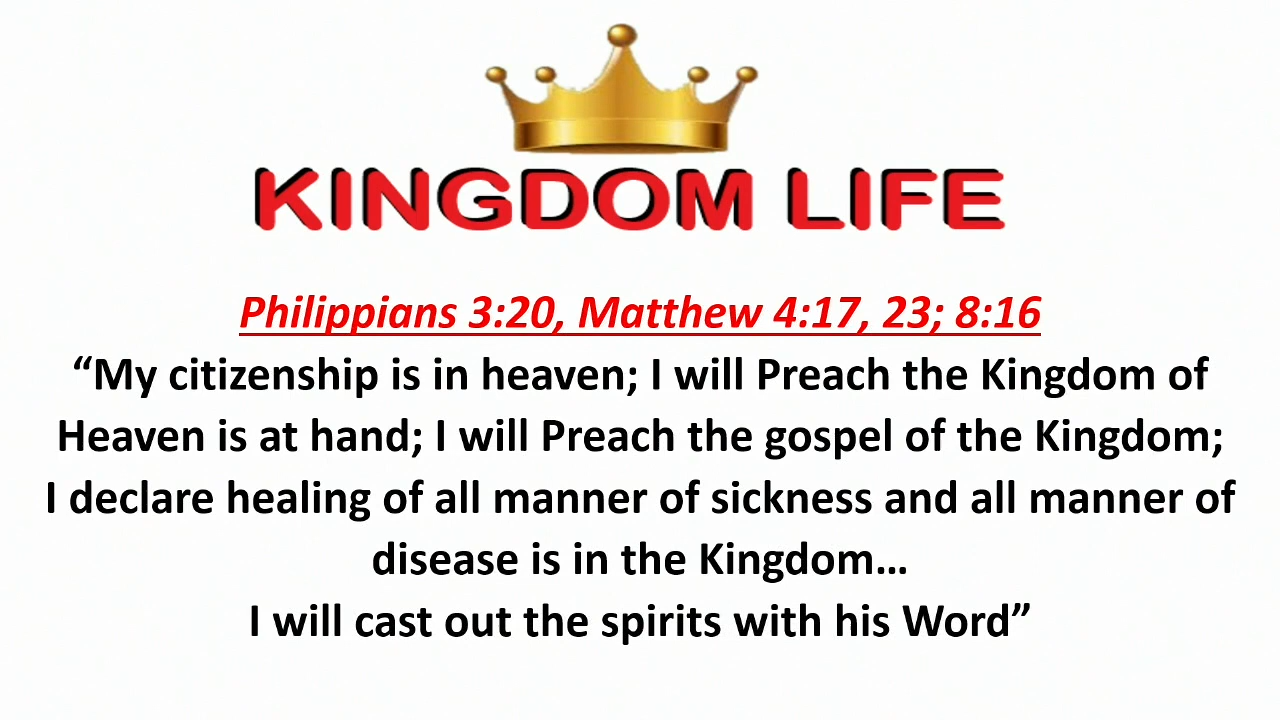 KINGDOM LIFE
Philippians 3:20, Matthew 4:17, 23; 8:16
“My citizenship is in heaven; I will Preach the Kingdom of
Heaven is at hand; I will Preach the gospel of the Kingdom;
I declare healing of all manner of sickness and all manner of
disease is in the Kingdom…
I will cast out the spirits with his Word”